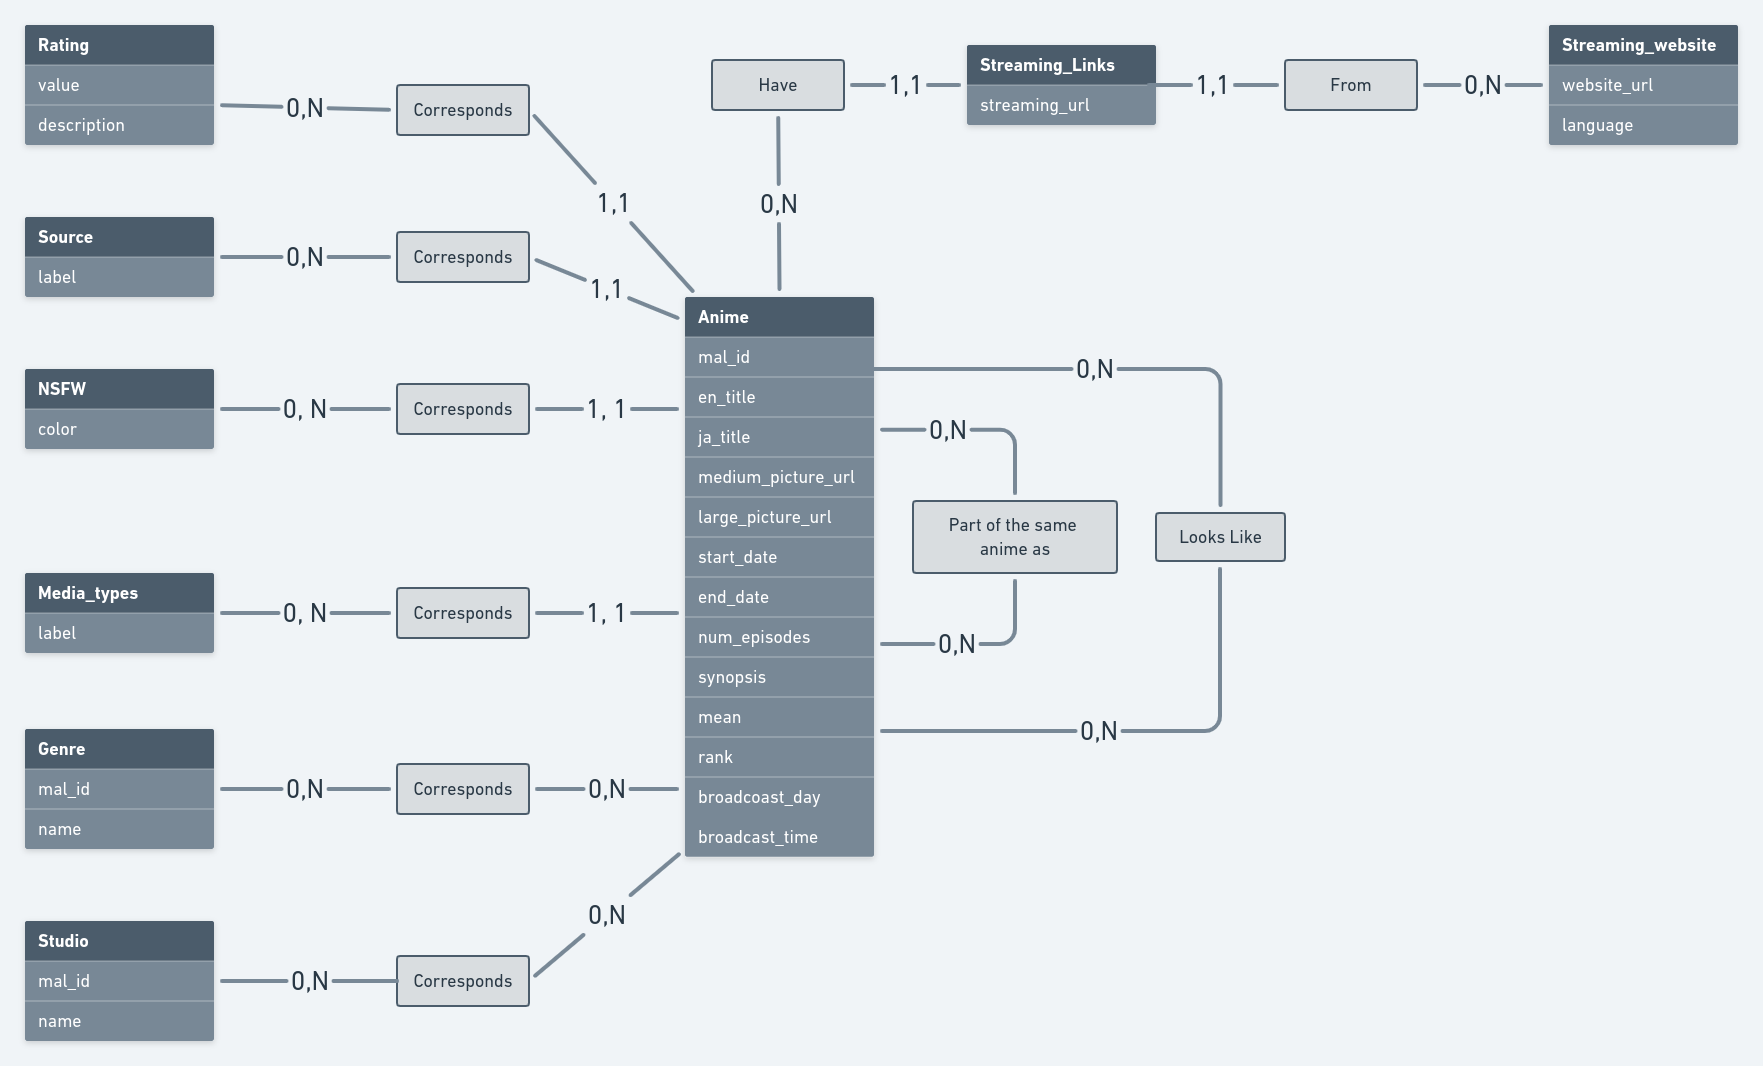 Rating
value
description
0,N
Corresponds
1,1
Source
label
0,N
Corresponds
1,1
NSFW
color
0, N
Corresponds
1, 1
Media_types
label
0, N
Corresponds
1, 1
Genre
mal_id
name
0,N
Corresponds
0,N
Studio
mal_id
name
0,N
Corresponds
0,N
Have
0,N
1,1
Streaming_Links
streaming_url
1,1
From
0,N
Streaming_website
website_url
language
Anime
mal_id
en_title
ja_title
medium_picture_url
large_picture_url
start_date
end_date
num_episodes
synopsis
mean
rank
broadcoast_day
broadcast_time
0,N
Part of the same
anime as
0,N
0,N
Looks Like
0,N